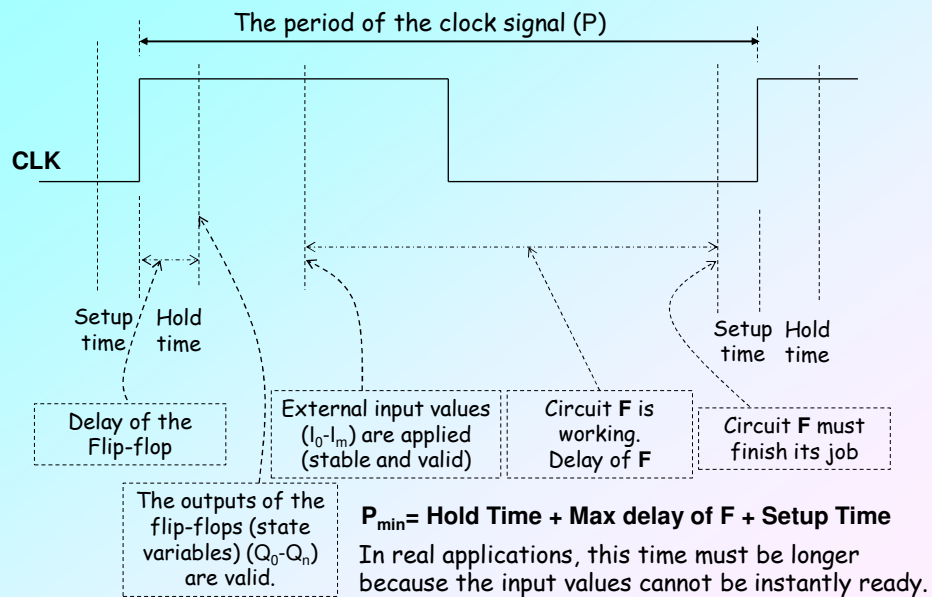 The period of the clock signal (P)
CLK
Setup
time
Hold
time
Setup
time
Hold
time
Delay of the
Flip-flop
External input values
(I₀-Iₘ) are applied
(stable and valid)
Circuit F is
working.
Delay of F
Circuit F must
finish its job
The outputs of the
flip-flops (state
variables) (Q₀-Qₙ)
are valid.
Pₘᵢₙ= Hold Time + Max delay of F + Setup Time
In real applications, this time must be longer
because the input values cannot be instantly ready.